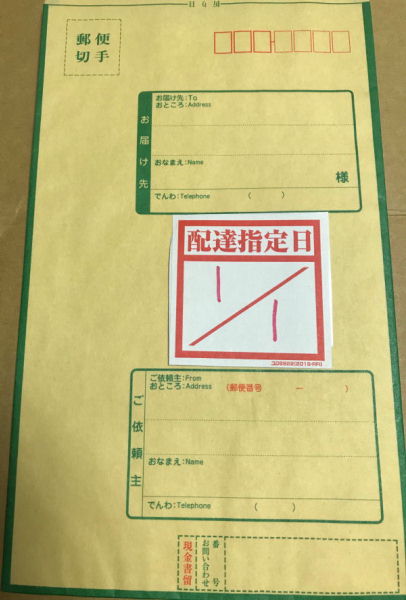 郵便
切手
お届け先:To
おところ:Address
お届け先
おなまえ:Name
様
でんわ:Telephone ( )
配達指定日
1/1
ご依頼主:From
おところ:Address (郵便番号 － )
ご依頼主
おなまえ:Name
でんわ:Telephone ( )
現金書留
お問い合わせ
番号